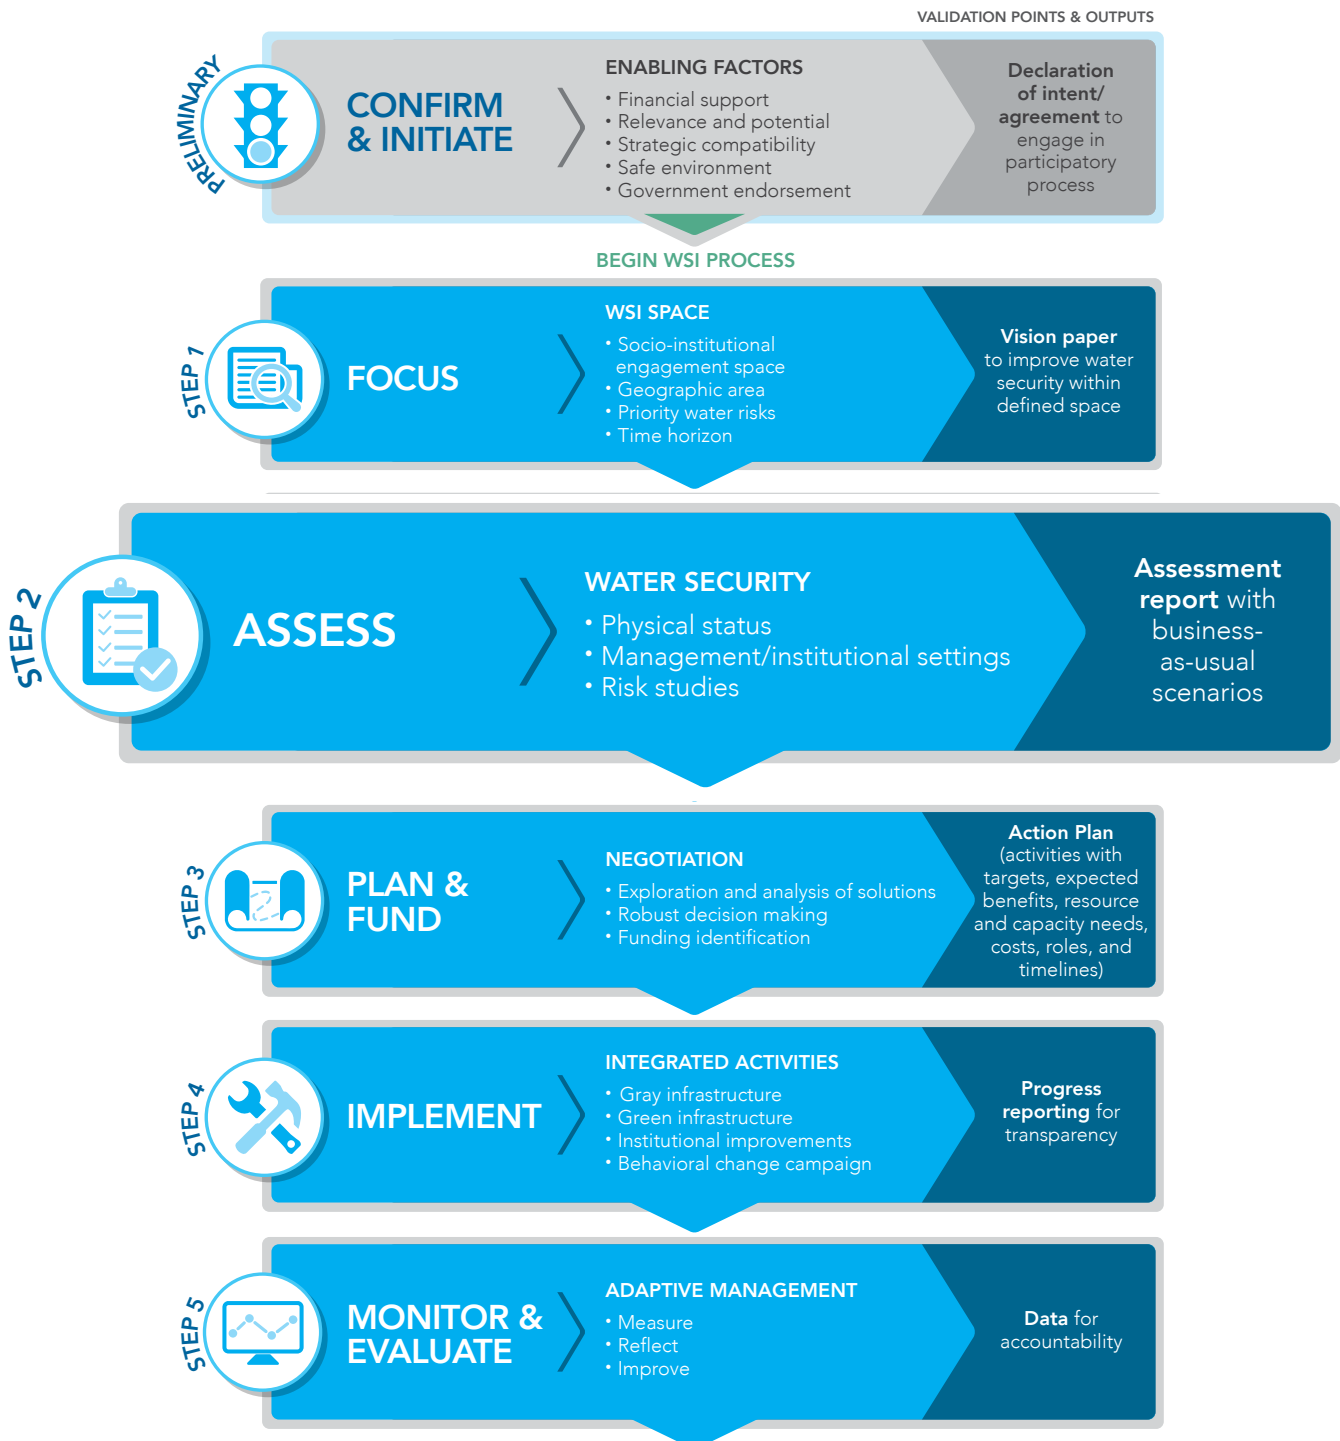 VALIDATION POINTS & OUTPUTS
PRELIMINARY
CONFIRM
& INITIATE
ENABLING FACTORS
• Financial support
• Relevance and potential
• Strategic compatibility
• Safe environment
• Government endorsement
Declaration
of intent/
agreement to
engage in
participatory
process
BEGIN WSI PROCESS
STEP 1
FOCUS
WSI SPACE
• Socio-institutional
engagement space
• Geographic area
• Priority water risks
• Time horizon
Vision paper
to improve water
security within
defined space
STEP 2
ASSESS
WATER SECURITY
• Physical status
• Management/institutional settings
• Risk studies
Assessment
report with
business-
as-usual
scenarios
STEP 3
PLAN &
FUND
NEGOTIATION
• Exploration and analysis of solutions
• Robust decision making
• Funding identification
Action Plan
(activities with
targets, expected
benefits, resource
and capacity needs,
costs, roles, and
timelines)
STEP 4
IMPLEMENT
INTEGRATED ACTIVITIES
• Gray infrastructure
• Green infrastructure
• Institutional improvements
• Behavioral change campaign
Progress
reporting for
transparency
STEP 5
MONITOR &
EVALUATE
ADAPTIVE MANAGEMENT
• Measure
• Reflect
• Improve
Data for
accountability